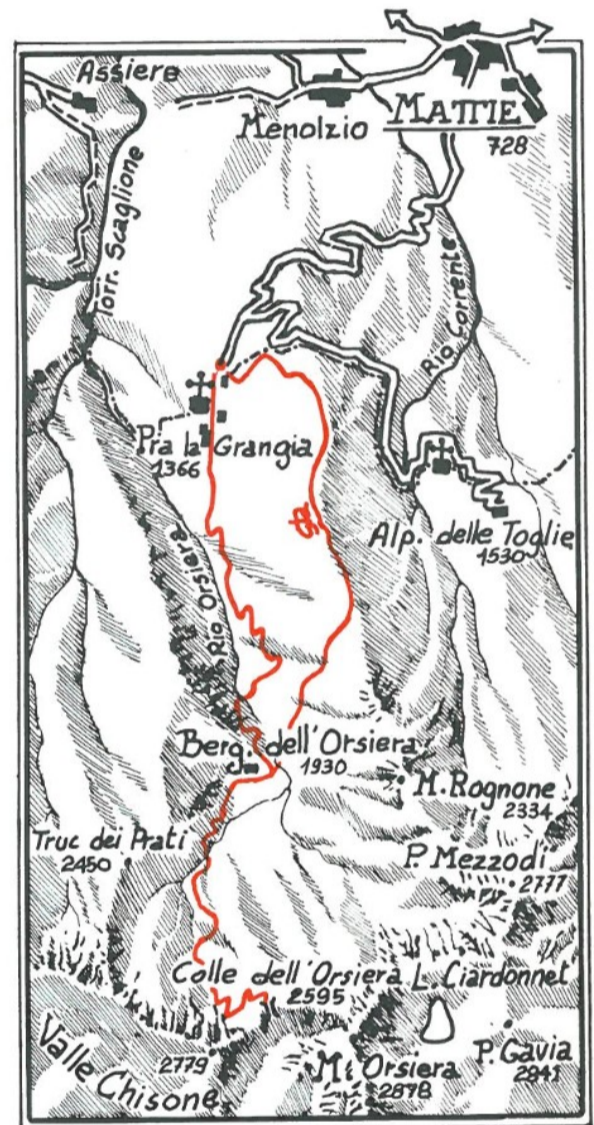 Assiere
Menolzio
MATTIE
728
Torr. Scaglione
Rio Corrente
Pra la Grangia
1366
Alp. delle Toglie
1530
Rio Orsiera
Berg. dell'Orsiera
1930
M. Rognone
2334
Truc dei Prati
2450
P. Mezzodi
2777
Colle dell'Orsiera
2595
L. Ciardonnet
Valle Chisone
2779
M. Orsiera
2878
P. Gavia
2841